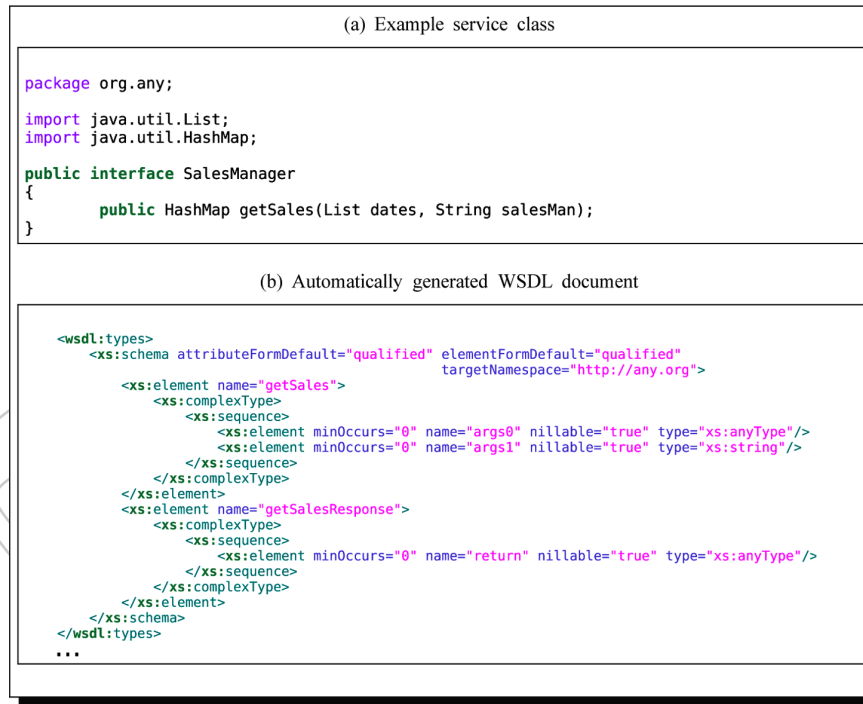 (a) Example service class
package org.any;
import java.util.List;
import java.util.HashMap;
public interface SalesManager
{
public HashMap getSales(List dates, String salesMan);
}
(b) Automatically generated WSDL document
<wsdl:types>
<xs:schema attributeFormDefault="qualified" elementFormDefault="qualified"
targetNamespace="http://any.org">
<xs:element name="getSales">
<xs:complexType>
<xs:sequence>
<xs:element minOccurs="0" name="args0" nillable="true" type="xs:anyType"/>
<xs:element minOccurs="0" name="args1" nillable="true" type="xs:string"/>
</xs:sequence>
</xs:complexType>
</xs:element>
<xs:element name="getSalesResponse">
<xs:complexType>
<xs:sequence>
<xs:element minOccurs="0" name="return" nillable="true" type="xs:anyType"/>
</xs:sequence>
</xs:complexType>
</xs:element>
</xs:schema>
</wsdl:types>
...